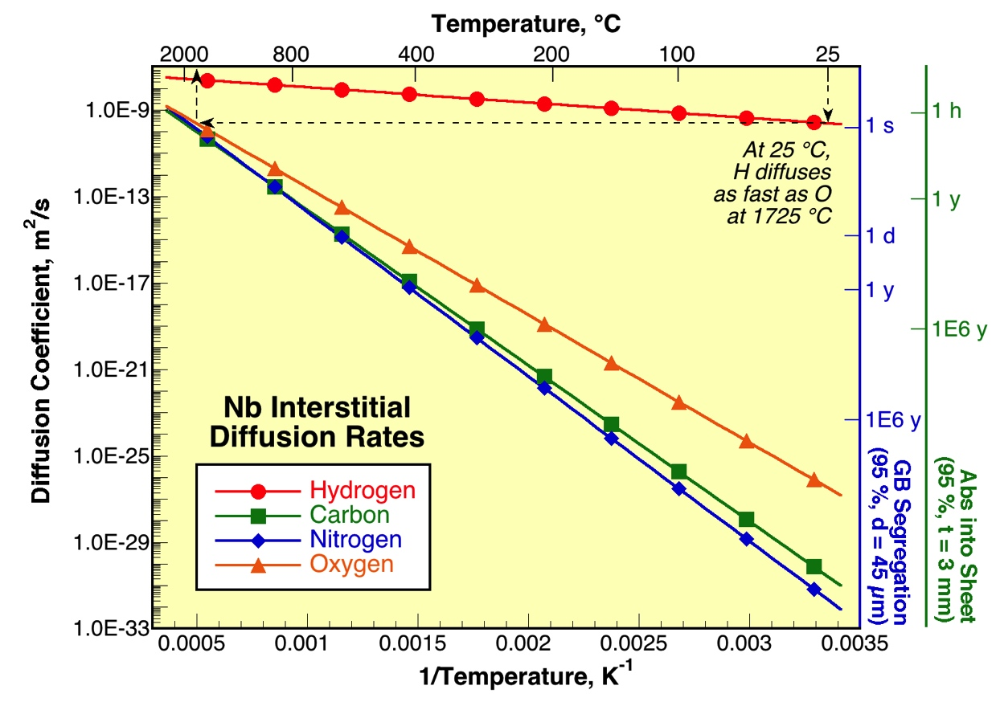 Temperature, °C
2000 800 400 200 100 25
1.0E-9
1.0E-13
1.0E-17
1.0E-21
1.0E-25
1.0E-29
1.0E-33
Diffusion Coefficient, m²/s
At 25 °C,
H diffuses
as fast as O
at 1725 °C
Nb Interstitial
Diffusion Rates
Hydrogen
Carbon
Nitrogen
Oxygen
1 s
1 d
1 y
1E6 y
GB Segregation
(95 %, d = 45 µm)
1 h
1 y
1E6 y
Abs into Sheet
(95 %, t = 3 mm)
0.0005 0.001 0.0015 0.002 0.0025 0.003 0.0035
1/Temperature, K⁻¹